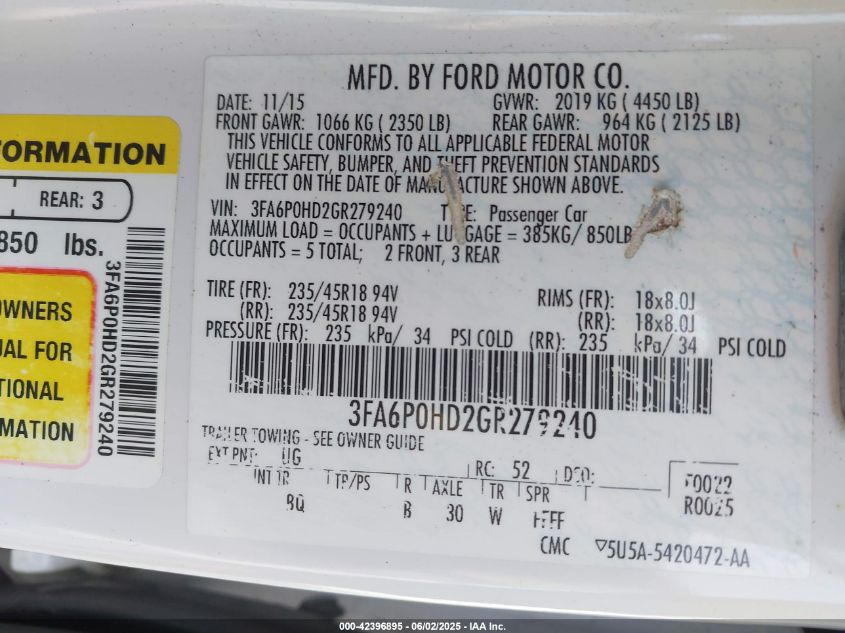 MFD. BY FORD MOTOR CO.
DATE: 11/15 GVWR: 2019 KG ( 4450 LB)
FRONT GAWR: 1066 KG ( 2350 LB) REAR GAWR: 964 KG ( 2125 LB)
THIS VEHICLE CONFORMS TO ALL APPLICABLE FEDERAL MOTOR
VEHICLE SAFETY, BUMPER, AND THEFT PREVENTION STANDARDS
IN EFFECT ON THE DATE OF MANUFACTURE SHOWN ABOVE.
VIN: 3FA6P0HD2GR279240 TYPE: Passenger Car
MAXIMUM LOAD = OCCUPANTS + LUGGAGE = 385KG/ 850LB
OCCUPANTS = 5 TOTAL; 2 FRONT, 3 REAR
TIRE (FR): 235/45R18 94V RIMS (FR): 18x8.0J
(RR): 235/45R18 94V (RR): 18x8.0J
PRESSURE (FR): 235 kPa/ 34 PSI COLD (RR): 235 kPa/ 34 PSI COLD
3FA6P0HD2GR279240
TRAILER TOWING - SEE OWNER GUIDE
EXT PNT: UG RC: 52 DSO:
INT TR TP/PS R AXLE TR SPR
BQ B 30 W
R0025
CMC ▽5U5A-5420472-AA
FORMATION
REAR: 3
850 lbs.
3FA6P0HD2GR279240
OWNERS
UAL FOR
TIONAL
RMATION
000-42396895 - 06/02/2025 - IAA Inc.